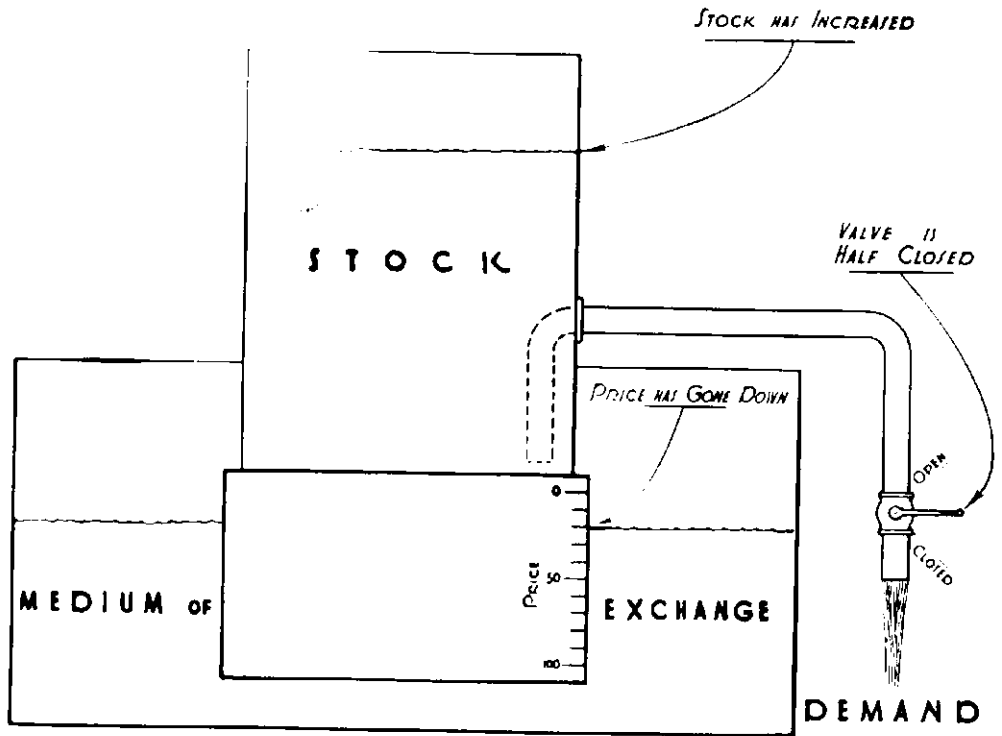 STOCK HAS INCREASED
VALVE IS
HALF CLOSED
STOCK
PRICE HAS GONE DOWN
OPEN
0
CLOSED
PRICE
50
MEDIUM OF
EXCHANGE
100
DEMAND